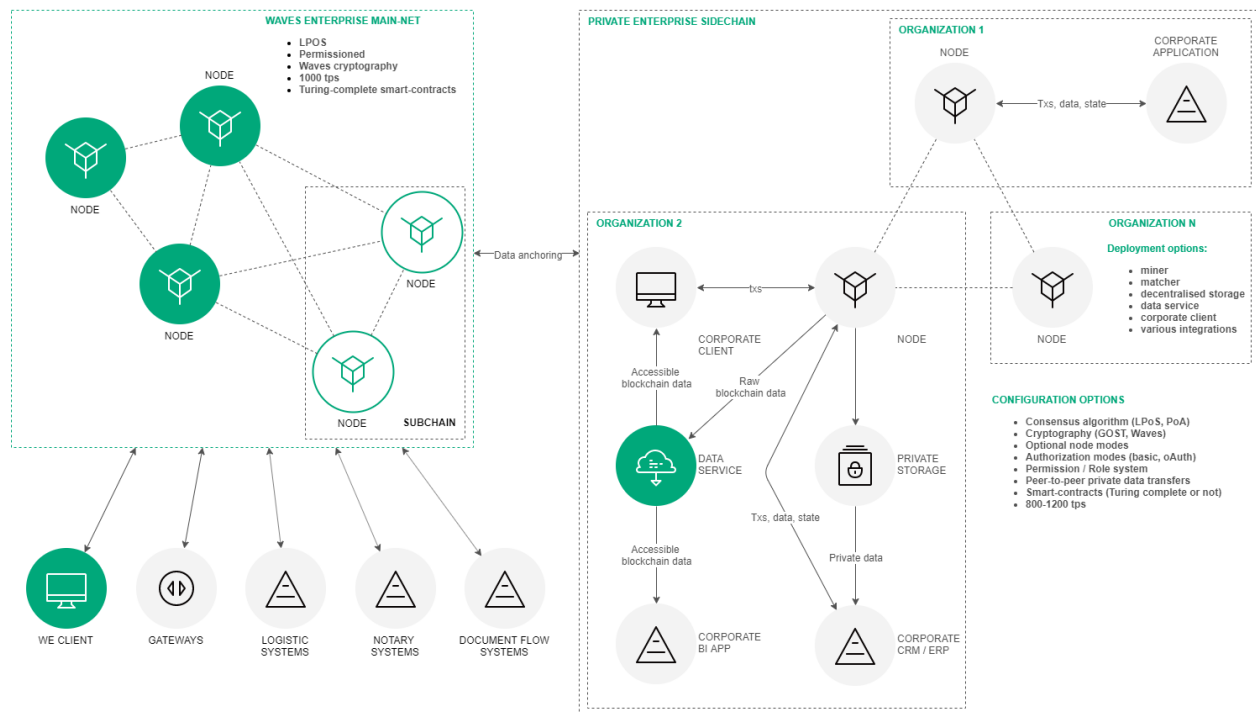 WAVES ENTERPRISE MAIN-NET
LPOS
Permissioned
Waves cryptography
1000 tps
Turing-complete smart-contracts
NODE
NODE
NODE
NODE
NODE
SUBCHAIN
WE CLIENT
GATEWAYS
LOGISTIC
SYSTEMS
NOTARY
SYSTEMS
DOCUMENT FLOW
SYSTEMS
Data anchoring
PRIVATE ENTERPRISE SIDECHAIN
ORGANIZATION 1
NODE
CORPORATE
APPLICATION
Txs, data, state
ORGANIZATION 2
txs
CORPORATE
CLIENT
NODE
Accessible
blockchain data
Raw
blockchain data
DATA
SERVICE
PRIVATE
STORAGE
Txs, data, state
Accessible
blockchain data
Private data
CORPORATE
BI APP
CORPORATE
CRM / ERP
ORGANIZATION N
Deployment options:
miner
matcher
decentralised storage
data service
corporate client
various integrations
NODE
CONFIGURATION OPTIONS
Consensus algorithm (LPoS, PoA)
Cryptography (GOST, Waves)
Optional node modes
Authorization modes (basic, oAuth)
Permission / Role system
Peer-to-peer private data transfers
Smart-contracts (Turing complete or not)
800-1200 tps